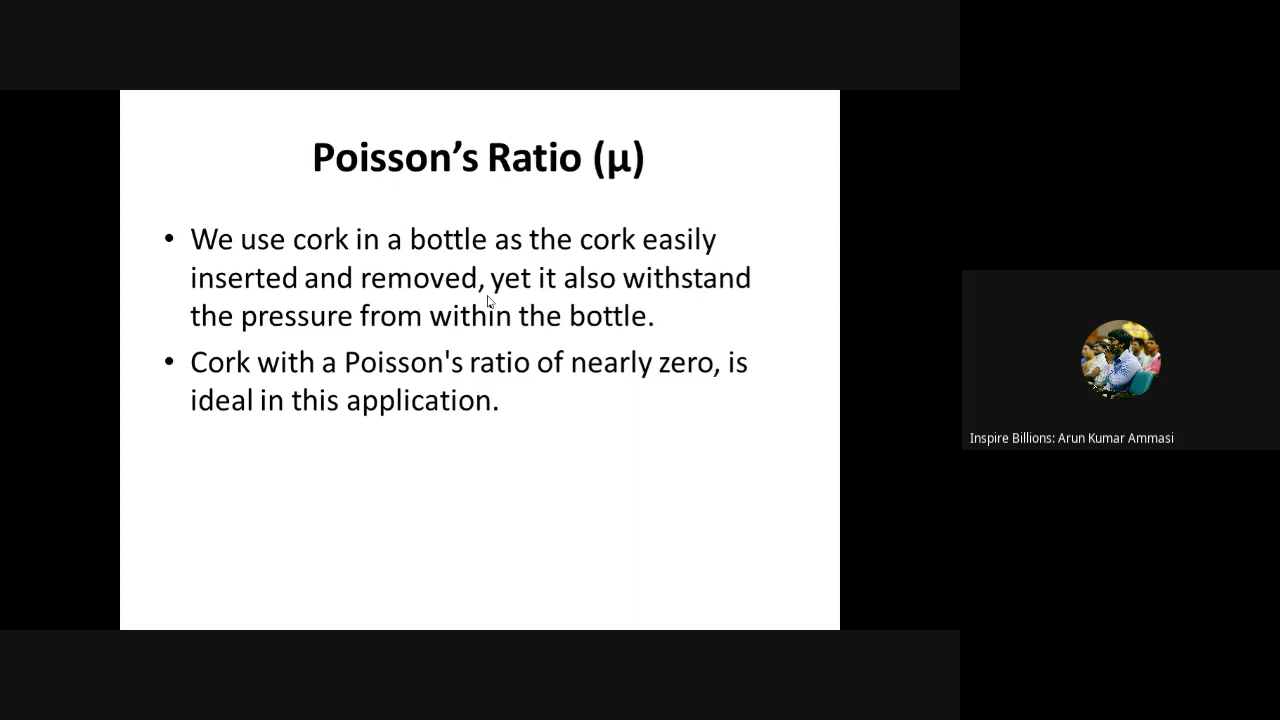 Poisson’s Ratio (μ)
• We use cork in a bottle as the cork easily
inserted and removed, yet it also withstand
the pressure from within the bottle.
• Cork with a Poisson's ratio of nearly zero, is
ideal in this application.
Inspire Billions: Arun Kumar Ammasi